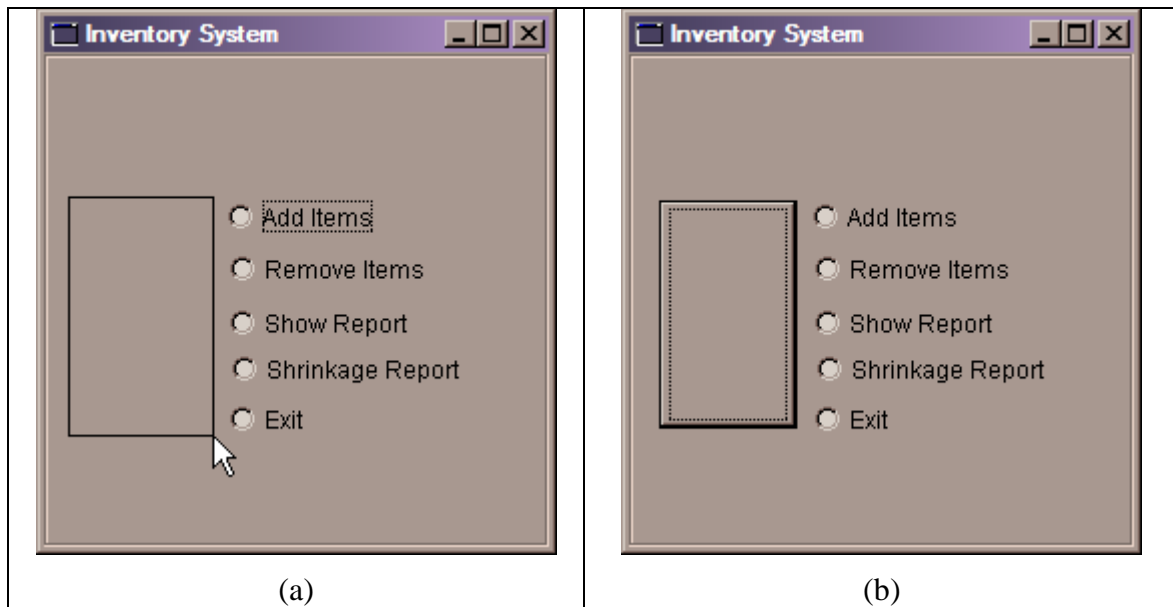 Inventory System
Add Items
Remove Items
Show Report
Shrinkage Report
Exit
(a)
Inventory System
Add Items
Remove Items
Show Report
Shrinkage Report
Exit
(b)